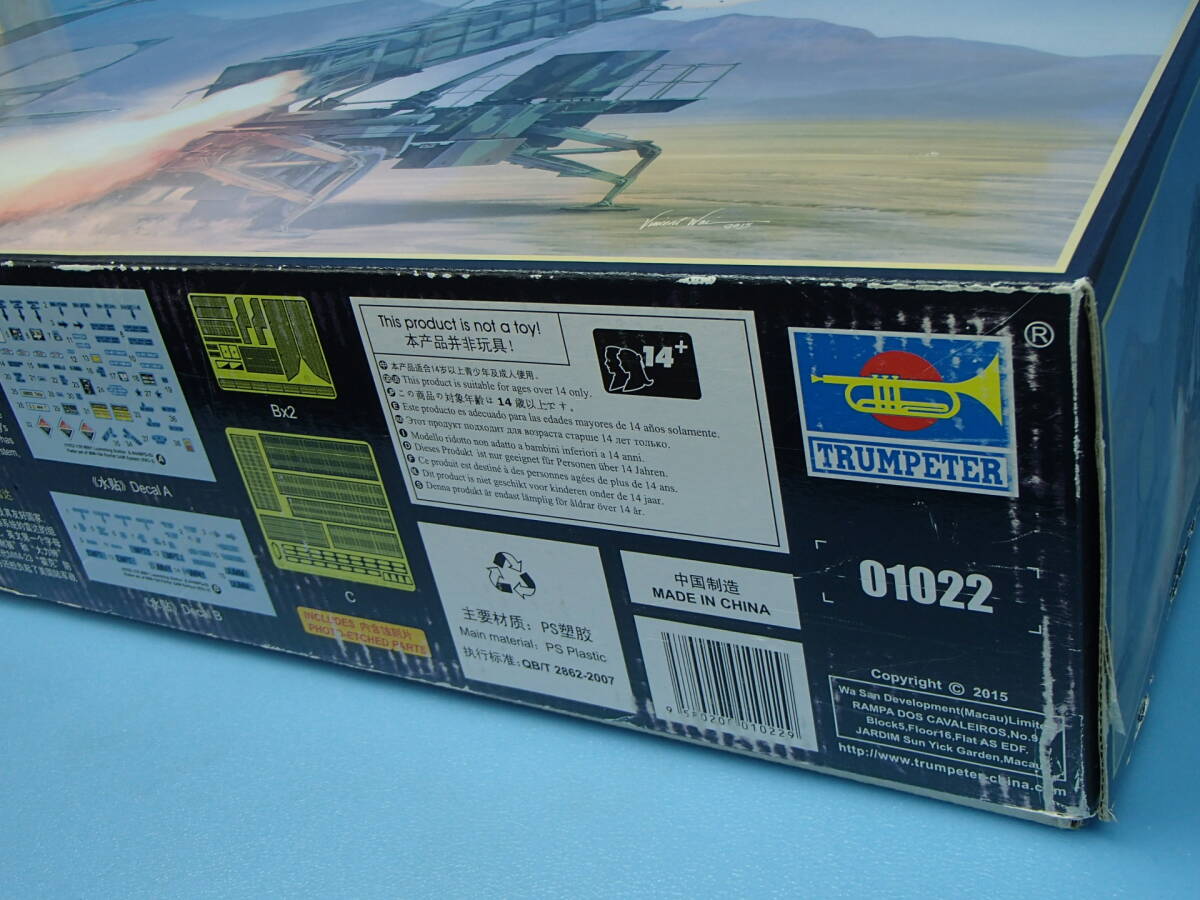 Vincent Wai 2015
This product is not a toy!
本产品并非玩具!
14+
本产品适合14岁以上青少年及成人使用。
This product is suitable for ages over 14 only.
この商品の対象年齢は 14 歳以上です。
Este producto es adecuado para las edades mayores de 14 años solamente.
Этот продукт подходит для возраста старше 14 лет только.
Modello ridotto non adatto a bambini inferiori a 14 anni.
Dieses Produkt ist nur geeignet für Personen über 14 Jahren.
Ce produit est destiné à des personnes agées de plus de 14 ans.
Dit product is niet geschikt voor kinderen onder de 14 jaar.
Denna produkt är endast lämplig för åldrar över 14 år.
TRUMPETER
®
Bx2
《水贴》Decal A
《水贴》Decal B
C
INCLUDES 内含蚀刻片
PHOTO-ETCHED PARTS
主要材质：PS塑胶
Main material: PS Plastic
执行标准：QB/T 2862-2007
中国制造
MADE IN CHINA
01022
Copyright © 2015
Wa San Development(Macau)Limite
RAMPA DOS CAVALEIROS,No.9
Block5,Floor16,Flat AS EDF.
JARDIM Sun Yick Garden,Macau
http://www.trumpeter-china.com